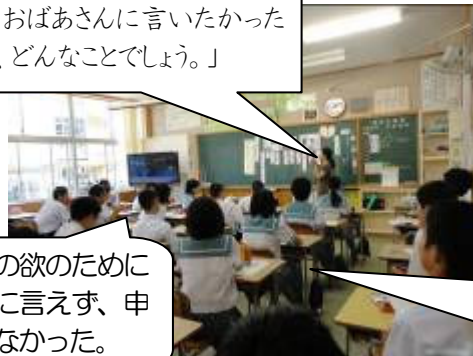 おばあさんに言いたかった
、どんなことでしょう。」
の欲のために
に言えず、申
なかった。